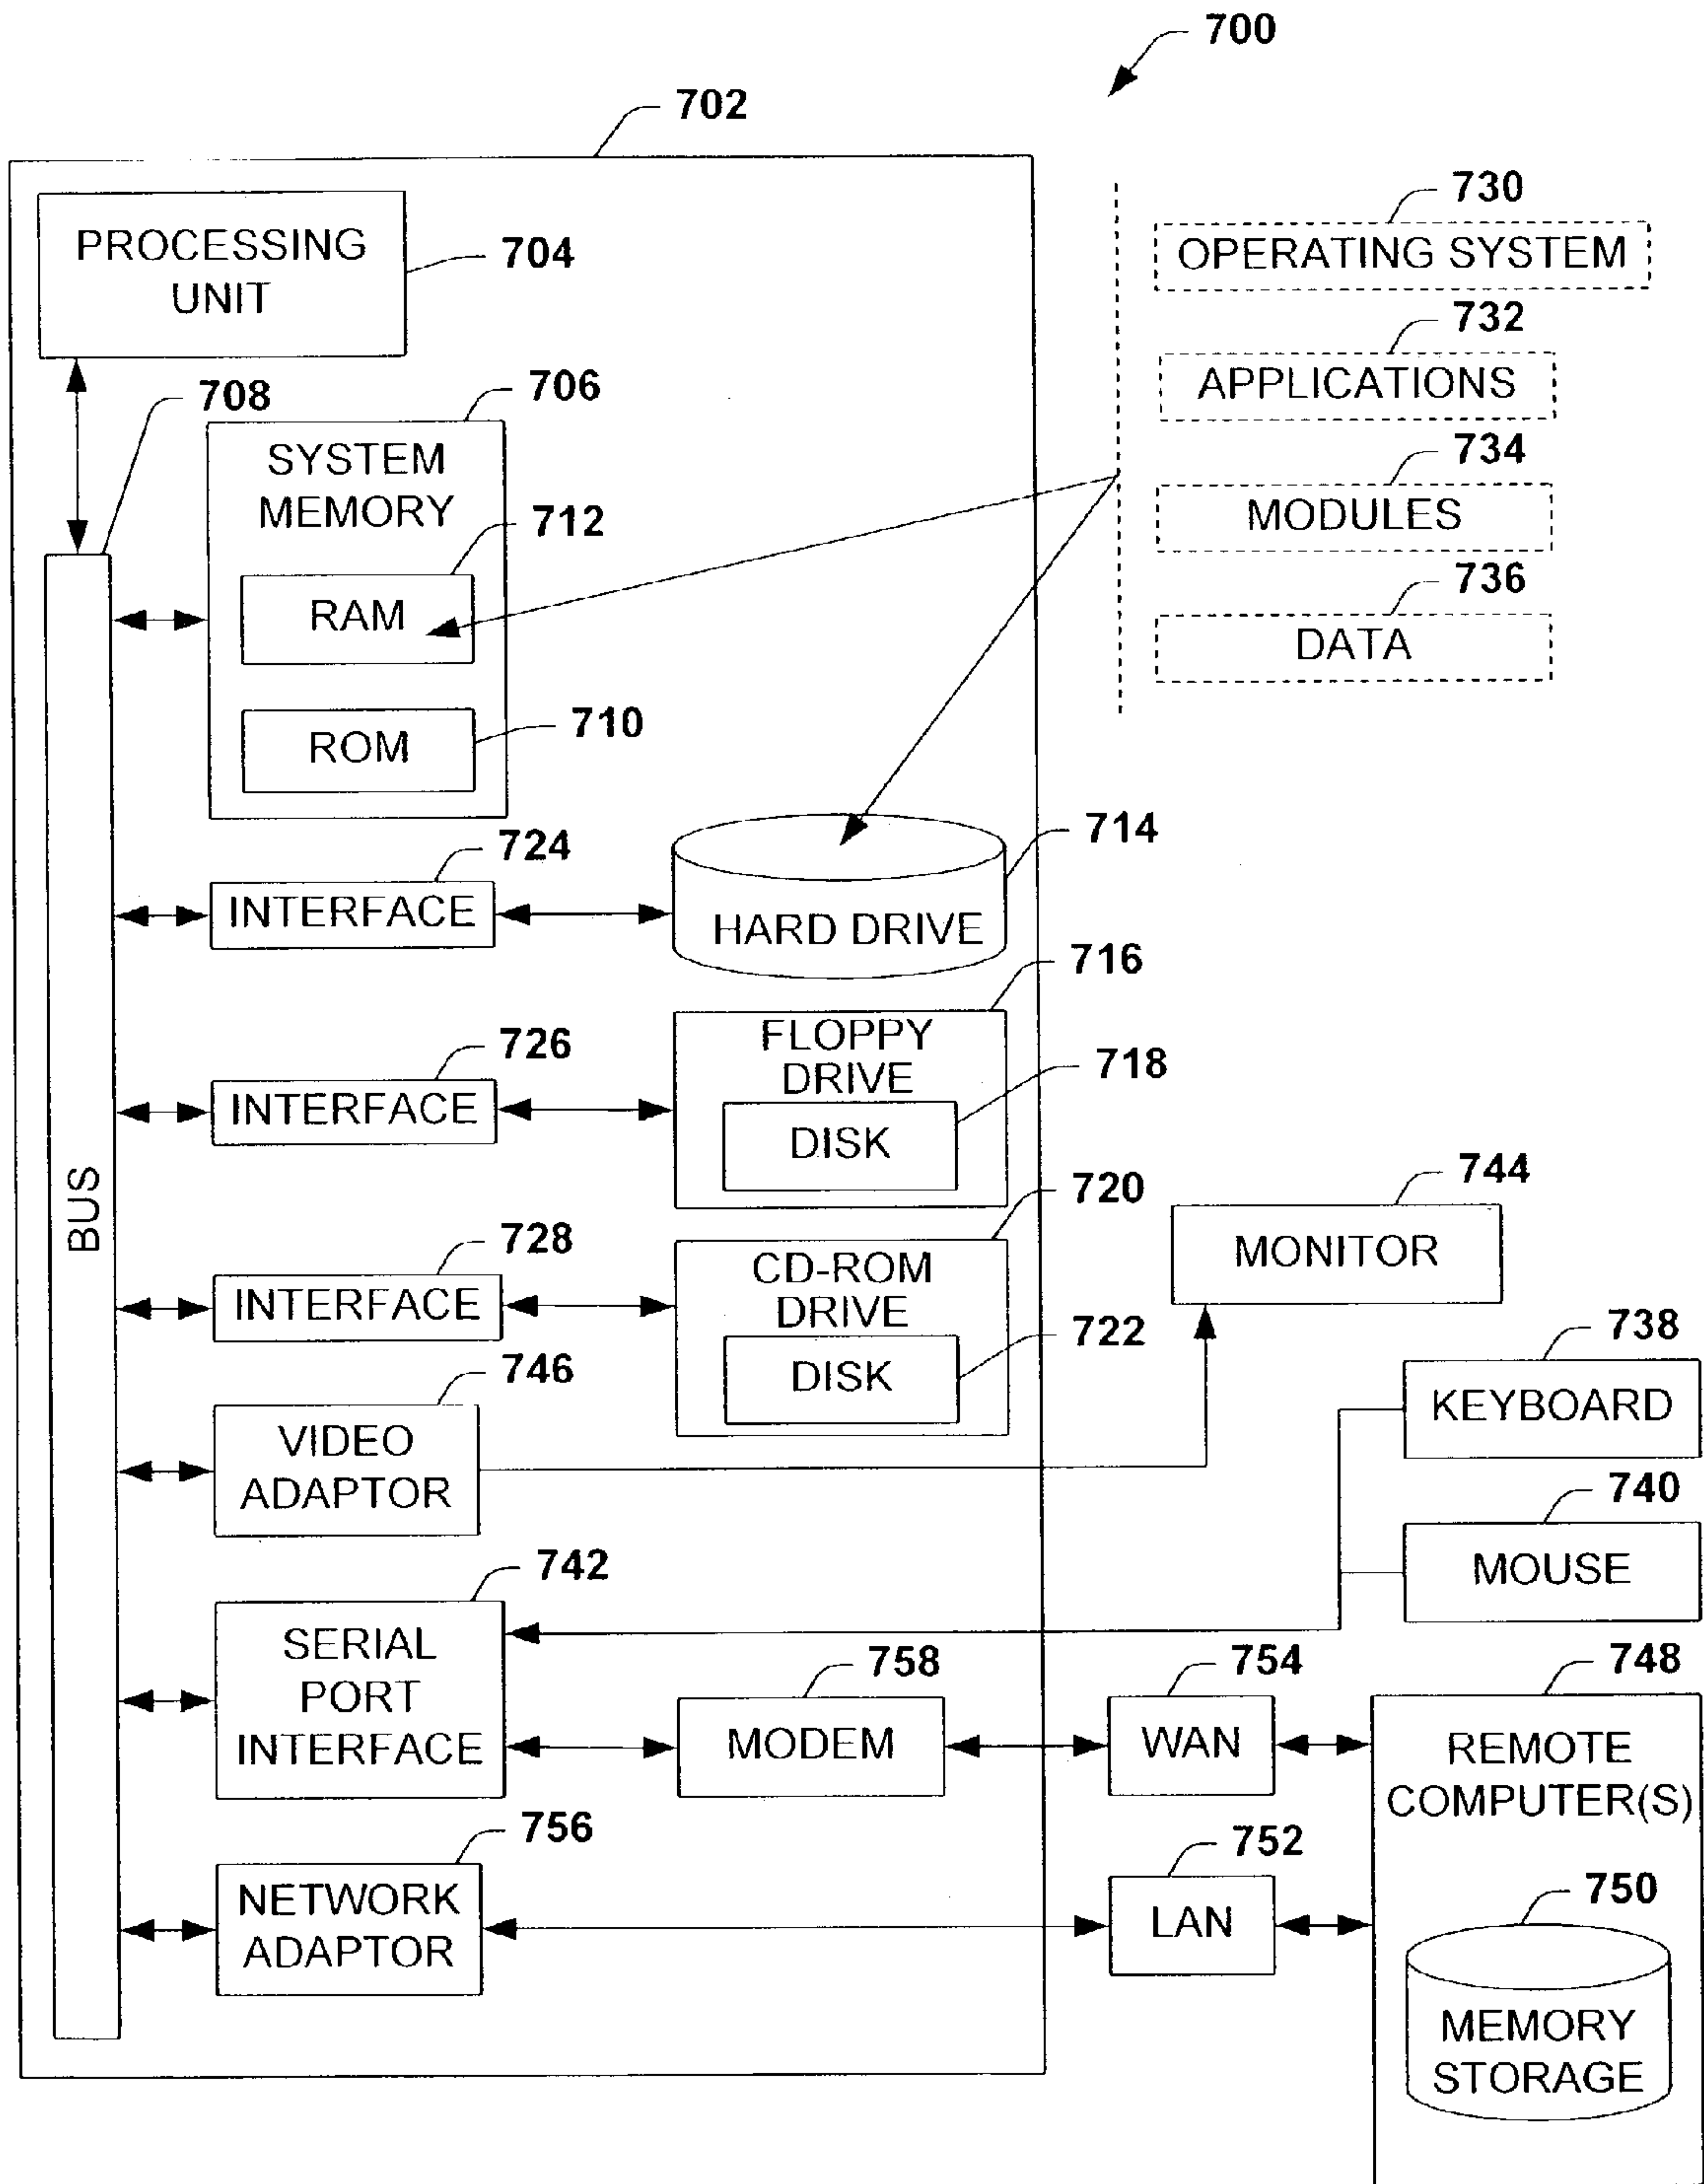 700
702
730
PROCESSING
UNIT
704
OPERATING SYSTEM
732
708
706
APPLICATIONS
SYSTEM
MEMORY
734
712
MODULES
RAM
736
DATA
710
ROM
724
714
INTERFACE
HARD DRIVE
716
726
FLOPPY
DRIVE
718
INTERFACE
DISK
BUS
720
744
728
MONITOR
INTERFACE
CD-ROM
DRIVE
722
738
DISK
746
KEYBOARD
VIDEO
ADAPTOR
740
742
MOUSE
SERIAL
PORT
INTERFACE
758
754
748
MODEM
WAN
REMOTE
COMPUTER(S)
756
752
NETWORK
ADAPTOR
LAN
750
MEMORY
STORAGE